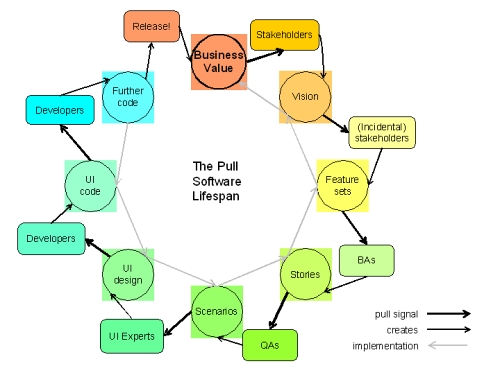 Release!
Business
Value
Stakeholders
Further
code
Vision
Developers
(Incidental)
stakeholders
The Pull
Software
Lifespan
UI
code
Feature
sets
Developers
UI
design
Stories
BAs
Scenarios
UI Experts
QAs
pull signal
creates
implementation